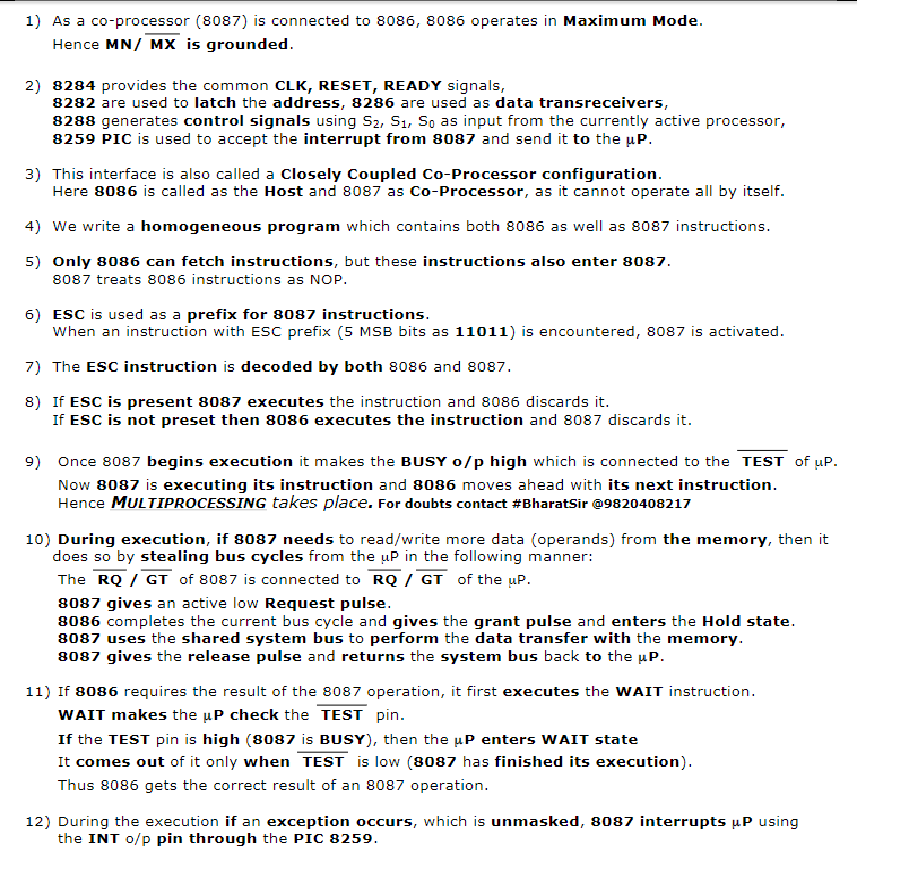 1) As a co-processor (8087) is connected to 8086, 8086 operates in Maximum Mode.
Hence MN/ M̅X̅ is grounded.
2) 8284 provides the common CLK, RESET, READY signals,
8282 are used to latch the address, 8286 are used as data transreceivers,
8288 generates control signals using S₂, S₁, S₀ as input from the currently active processor,
8259 PIC is used to accept the interrupt from 8087 and send it to the μP.
3) This interface is also called a Closely Coupled Co-Processor configuration.
Here 8086 is called as the Host and 8087 as Co-Processor, as it cannot operate all by itself.
4) We write a homogeneous program which contains both 8086 as well as 8087 instructions.
5) Only 8086 can fetch instructions, but these instructions also enter 8087.
8087 treats 8086 instructions as NOP.
6) ESC is used as a prefix for 8087 instructions.
When an instruction with ESC prefix (5 MSB bits as 11011) is encountered, 8087 is activated.
7) The ESC instruction is decoded by both 8086 and 8087.
8) If ESC is present 8087 executes the instruction and 8086 discards it.
If ESC is not preset then 8086 executes the instruction and 8087 discards it.
9) Once 8087 begins execution it makes the BUSY o/p high which is connected to the T̅E̅S̅T̅ of μP.
Now 8087 is executing its instruction and 8086 moves ahead with its next instruction.
Hence MULTIPROCESSING takes place. For doubts contact #BharatSir @9820408217
10) During execution, if 8087 needs to read/write more data (operands) from the memory, then it
does so by stealing bus cycles from the μP in the following manner:
The R̅Q̅ / G̅T̅ of 8087 is connected to R̅Q̅ / G̅T̅ of the μP.
8087 gives an active low Request pulse.
8086 completes the current bus cycle and gives the grant pulse and enters the Hold state.
8087 uses the shared system bus to perform the data transfer with the memory.
8087 gives the release pulse and returns the system bus back to the μP.
11) If 8086 requires the result of the 8087 operation, it first executes the WAIT instruction.
WAIT makes the μP check the T̅E̅S̅T̅ pin.
If the TEST pin is high (8087 is BUSY), then the μP enters WAIT state
It comes out of it only when T̅E̅S̅T̅ is low (8087 has finished its execution).
Thus 8086 gets the correct result of an 8087 operation.
12) During the execution if an exception occurs, which is unmasked, 8087 interrupts μP using
the INT o/p pin through the PIC 8259.